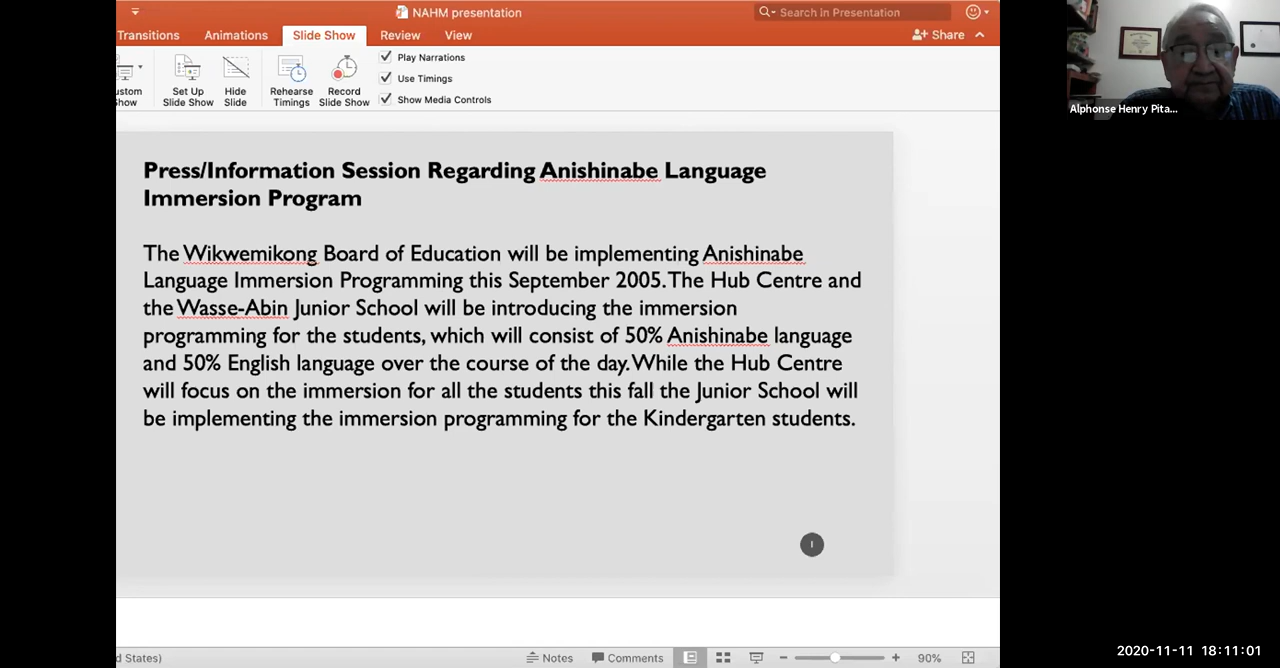 NAHM presentation
Search in Presentation
Transitions Animations Slide Show Review View
Share
Set Up
Slide Show
Hide
Slide
Rehearse
Timings
Record
Slide Show
Play Narrations
Use Timings
Show Media Controls
Alphonse Henry Pita...
Press/Information Session Regarding Anishinabe Language
Immersion Program
The Wikwemikong Board of Education will be implementing Anishinabe
Language Immersion Programming this September 2005. The Hub Centre and
the Wasse-Abin Junior School will be introducing the immersion
programming for the students, which will consist of 50% Anishinabe language
and 50% English language over the course of the day. While the Hub Centre
will focus on the immersion for all the students this fall the Junior School will
be implementing the immersion programming for the Kindergarten students.
d States)
Notes
Comments
90%
2020-11-11 18:11:01